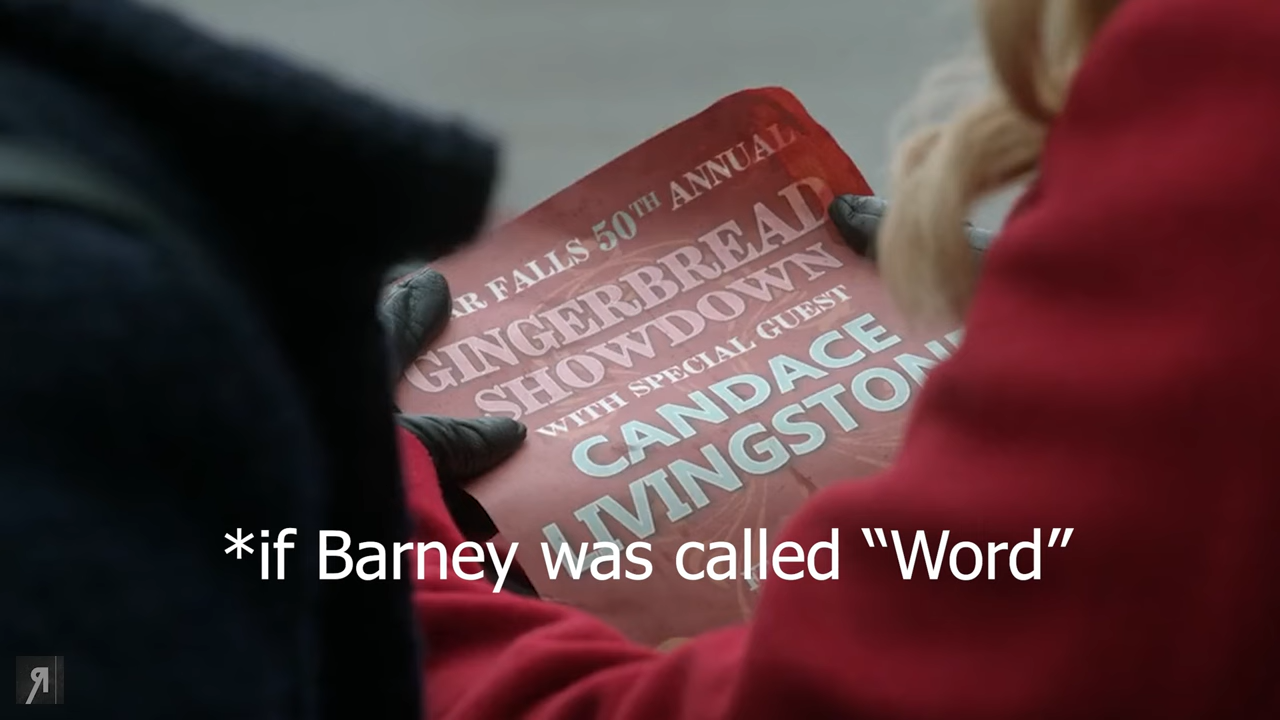 AR FALLS 50TH ANNUAL
GINGERBREAD
SHOWDOWN
WITH SPECIAL GUEST
CANDACE
LIVINGSTON
*if Barney was called “Word”